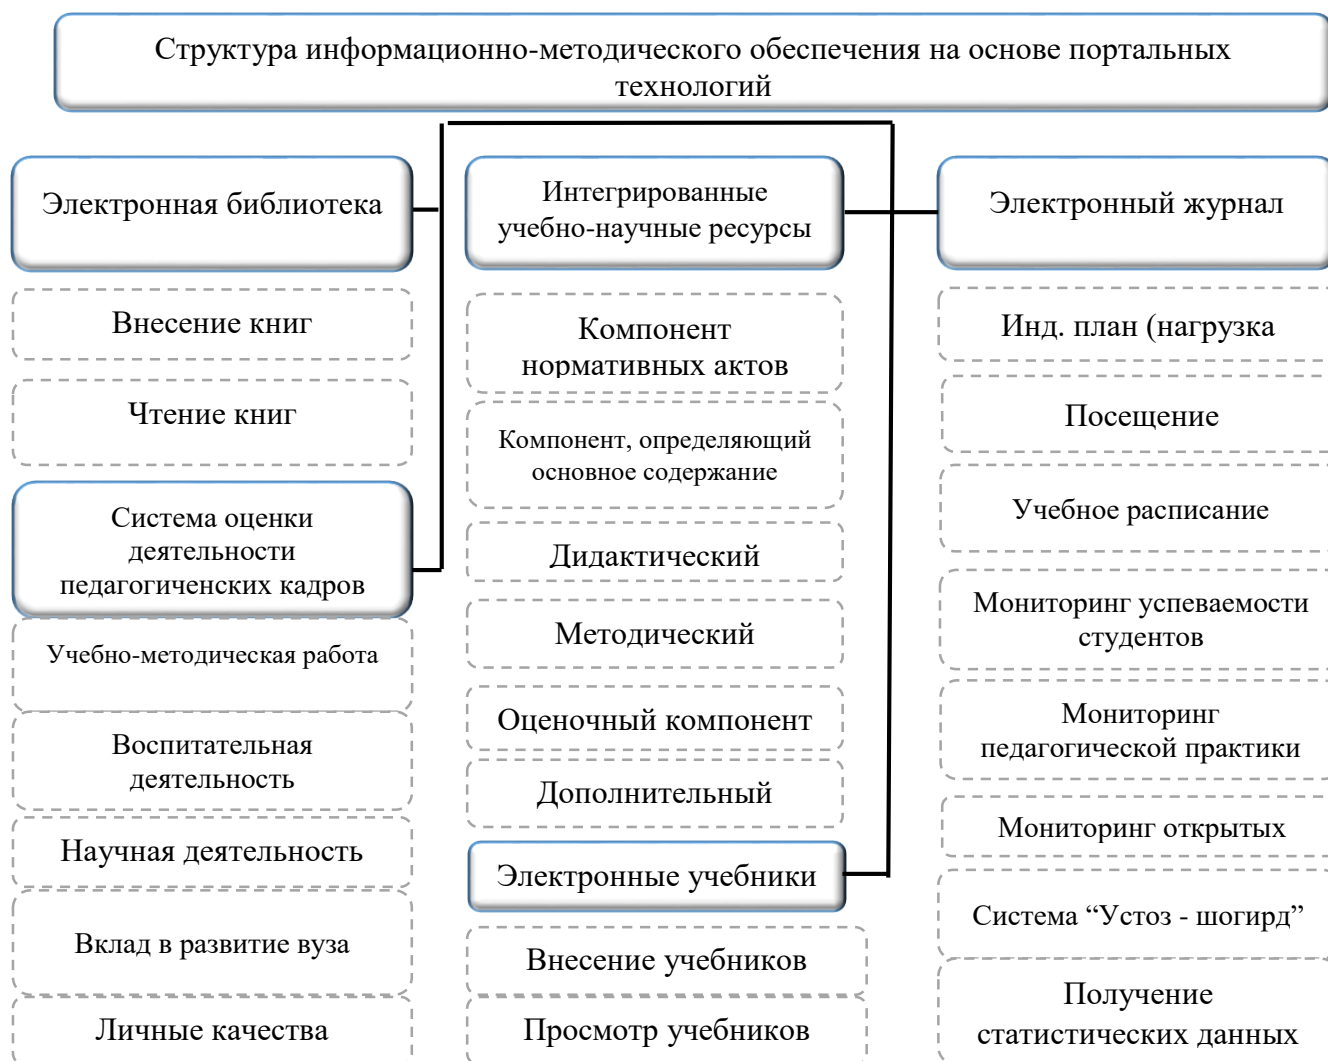 Структура информационно-методического обеспечения на основе портальных
технологий
Электронная библиотека
Внесение книг
Чтение книг
Система оценки
деятельности
педагогиченских кадров
Учебно-методическая работа
Воспитательная
деятельность
Научная деятельность
Вклад в развитие вуза
Личные качества
Интегрированные
учебно-научные ресурсы
Компонент
нормативных актов
Компонент, определяющий
основное содержание
Дидактический
Методический
Оценочный компонент
Дополнительный
Электронные учебники
Внесение учебников
Просмотр учебников
Электронный журнал
Инд. план (нагрузка
Посещение
Учебное расписание
Мониторинг успеваемости
студентов
Мониторинг
педагогической практики
Мониторинг открытых
Система “Устоз - шогирд”
Получение
статистических данных